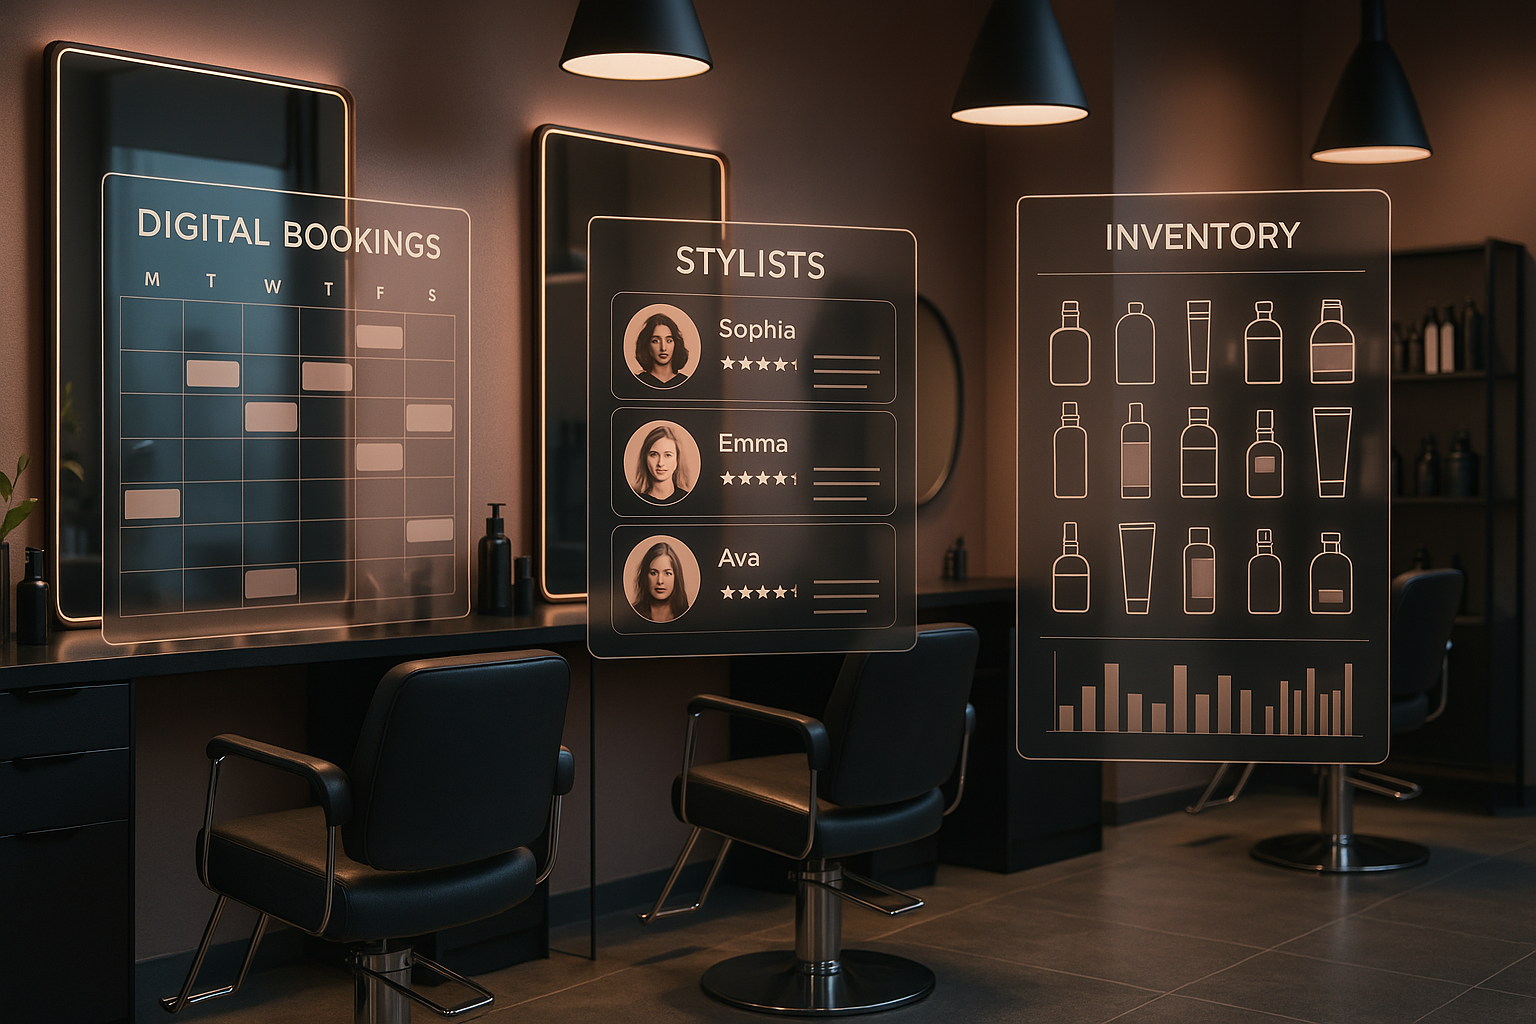 DIGITAL BOOKINGS
M T W T F S
STYLISTS
Sophia
Emma
Ava
INVENTORY